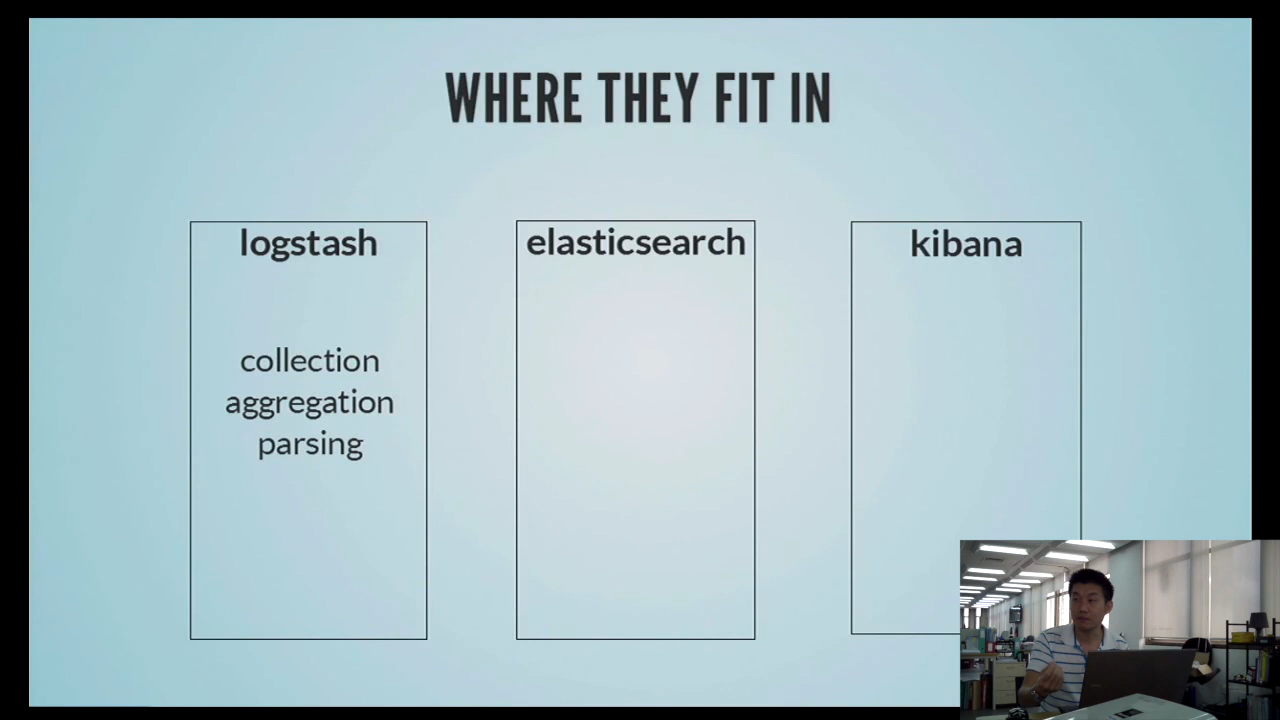 WHERE THEY FIT IN
logstash
collection
aggregation
parsing
elasticsearch
kibana